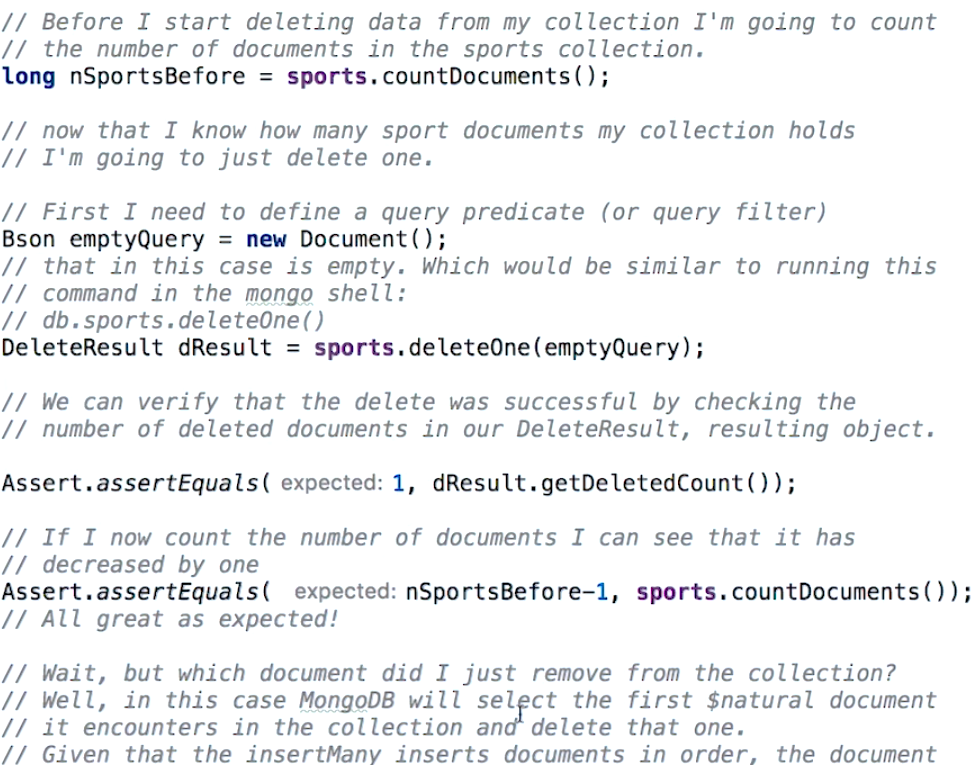 // Before I start deleting data from my collection I'm going to count
// the number of documents in the sports collection.
long nSportsBefore = sports.countDocuments();
// now that I know how many sport documents my collection holds
// I'm going to just delete one.
// First I need to define a query predicate (or query filter)
Bson emptyQuery = new Document();
// that in this case is empty. Which would be similar to running this
// command in the mongo shell:
// db.sports.deleteOne()
DeleteResult dResult = sports.deleteOne(emptyQuery);
// We can verify that the delete was successful by checking the
// number of deleted documents in our DeleteResult, resulting object.
Assert.assertEquals( expected: 1, dResult.getDeletedCount());
// If I now count the number of documents I can see that it has
// decreased by one
Assert.assertEquals( expected: nSportsBefore-1, sports.countDocuments());
// All great as expected!
// Wait, but which document did I just remove from the collection?
// Well, in this case MongoDB will select the first $natural document
// it encounters in the collection and delete that one.
// Given that the insertMany inserts documents in order, the document